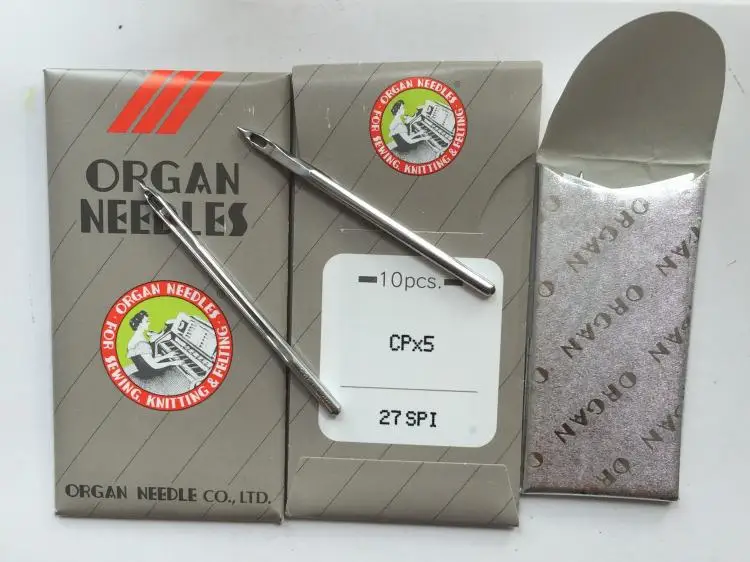 ORGAN
NEEDLES
ORGAN NEEDLES
FOR SEWING, KNITTING & FELTING
ORGAN NEEDLE CO., LTD.
ORGAN NEEDLES
FOR SEWING, KNITTING & FELTING
10pcs.
CPx5
27 SPI
ORGAN
ORGAN
ORGAN
ORGAN